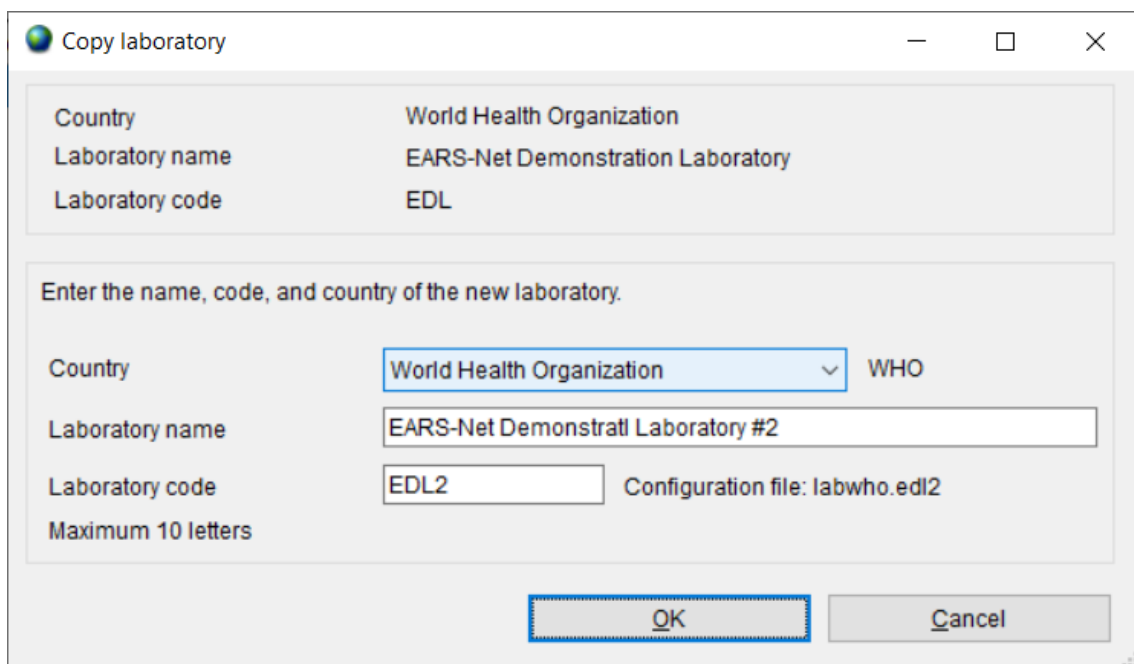 Copy laboratory
Country World Health Organization
Laboratory name EARS-Net Demonstration Laboratory
Laboratory code EDL
Enter the name, code, and country of the new laboratory.
Country World Health Organization WHO
Laboratory name EARS-Net Demonstratl Laboratory #2
Laboratory code EDL2 Configuration file: labwho.edl2
Maximum 10 letters
OK Cancel